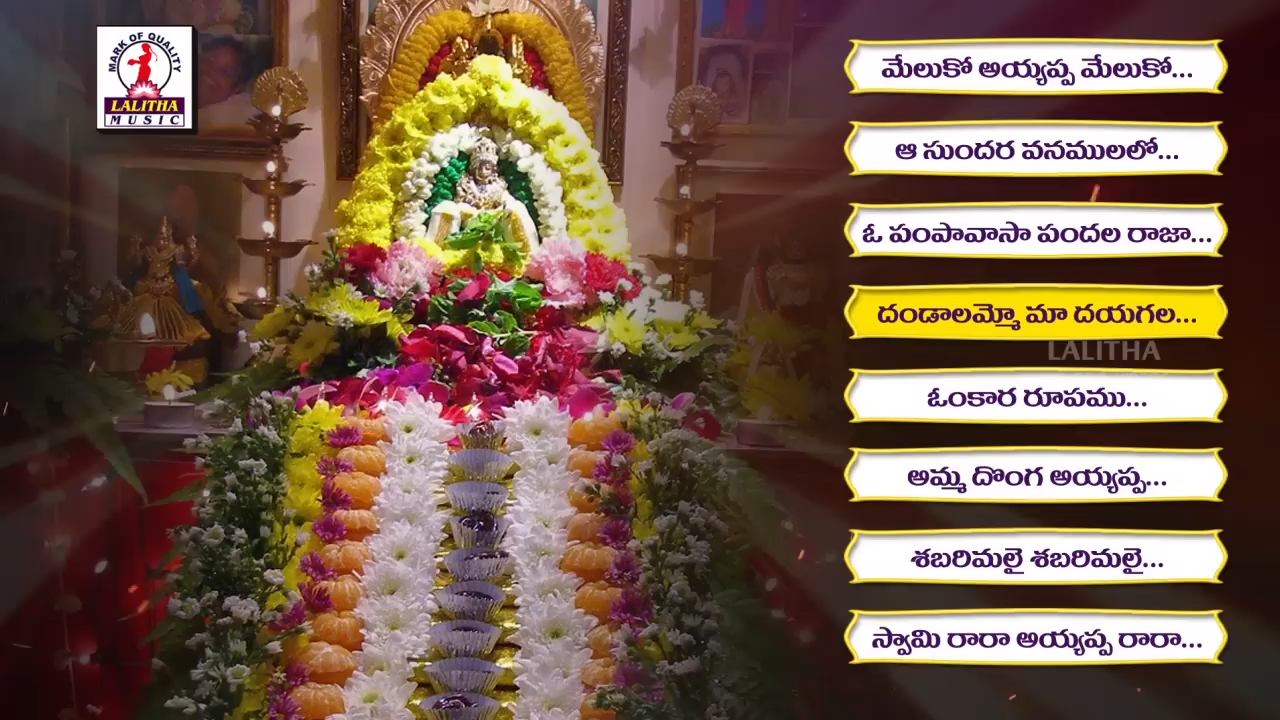 MARK OF QUALITY
LALITHA
MUSIC
మేలుకో అయ్యప్ప మేలుకో...
ఆ సుందర వనములలో...
ఓ పంపావాసా పందల రాజా...
దండాలమ్మో మా దయగల...
LALITHA
ఓంకార రూపము...
అమ్మ దొంగ అయ్యప్ప...
శబరిమలై శబరిమలై...
స్వామి రారా అయ్యప్ప రారా...